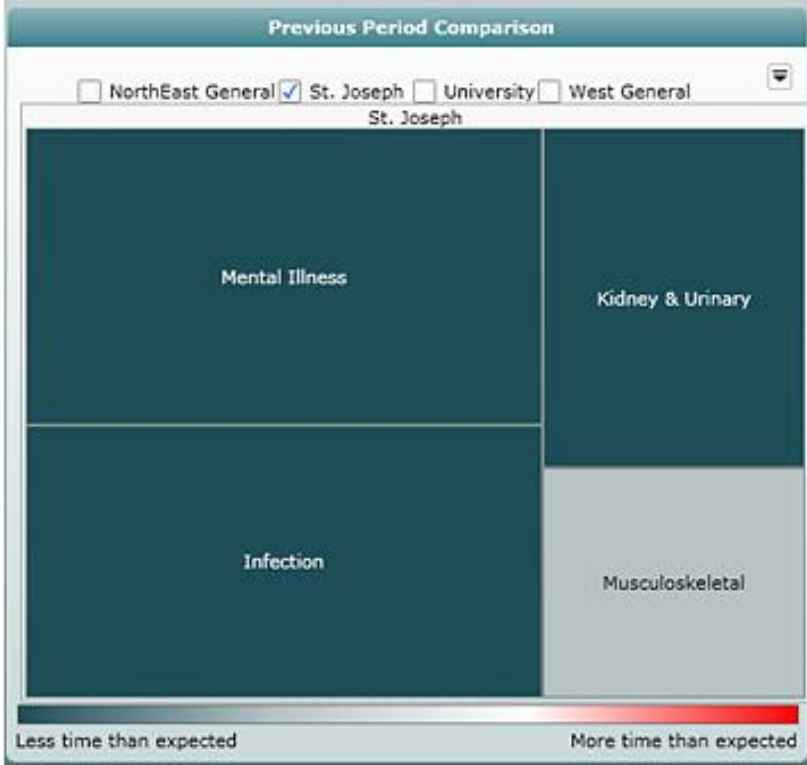 Previous Period Comparison
NorthEast General St. Joseph University West General
St. Joseph
Mental Illness
Kidney & Urinary
Infection
Musculoskeletal
Less time than expected More time than expected